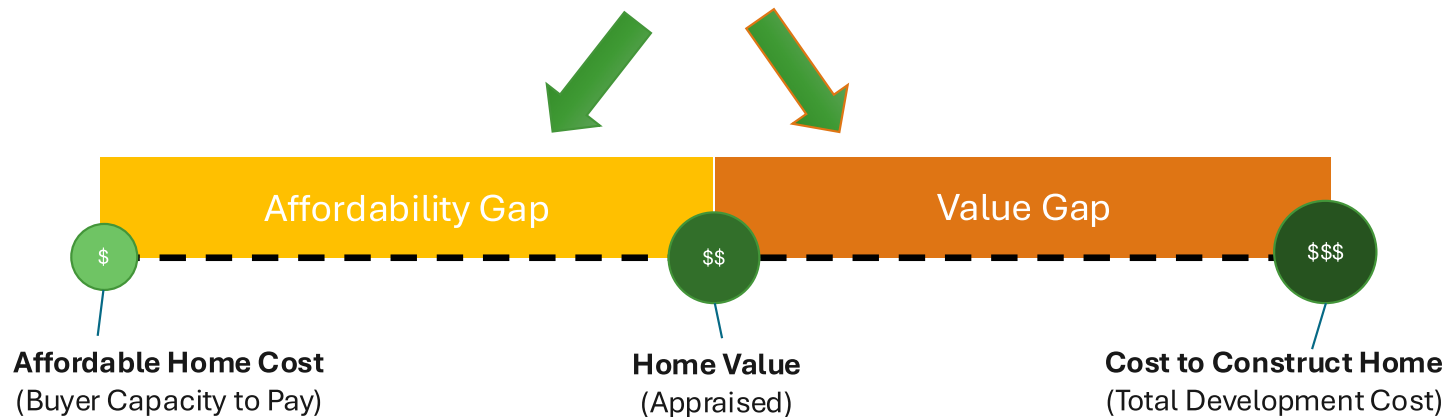 Affordability Gap
Value Gap
$
$$
$$$
Affordable Home Cost
(Buyer Capacity to Pay)
Home Value
(Appraised)
Cost to Construct Home
(Total Development Cost)